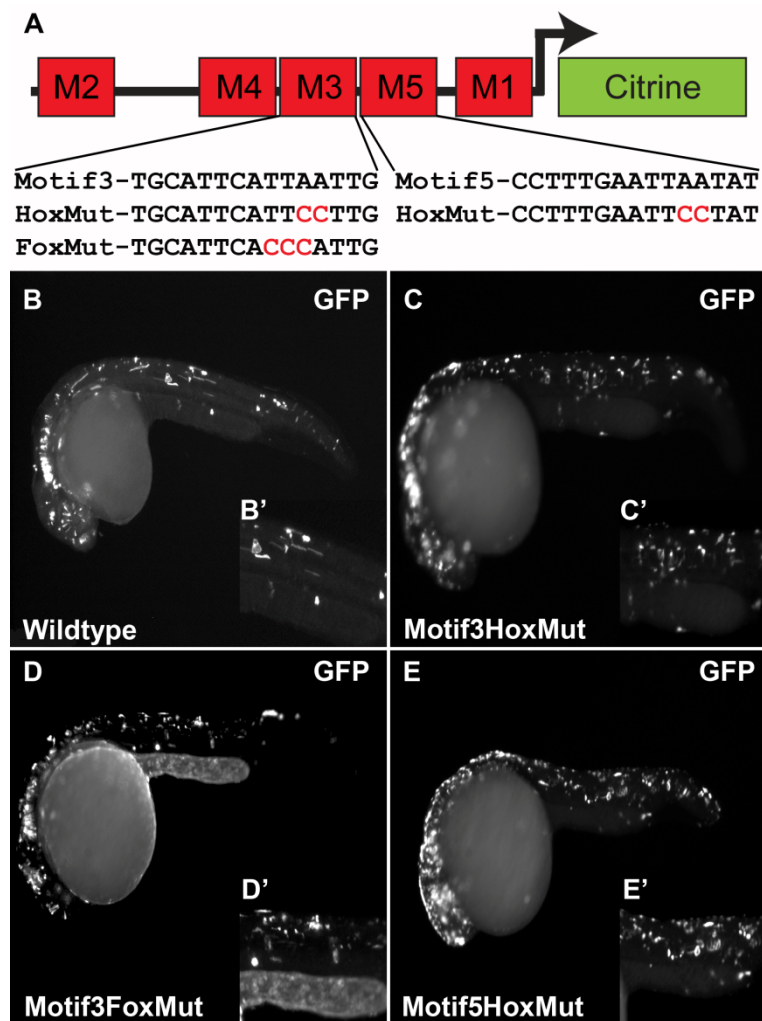 A
M2 M4 M3 M5 M1 Citrine
Motif3-TGCATTCATTAATTG Motif5-CCTTTGAATTAATAT
HoxMut-TGCATTCATTCCTTG HoxMut-CCTTTGAATTCCTAT
FoxMut-TGCATTCACCCATTG
B GFP C GFP
B' C'
Wildtype Motif3HoxMut
D GFP E GFP
D' E'
Motif3FoxMut Motif5HoxMut